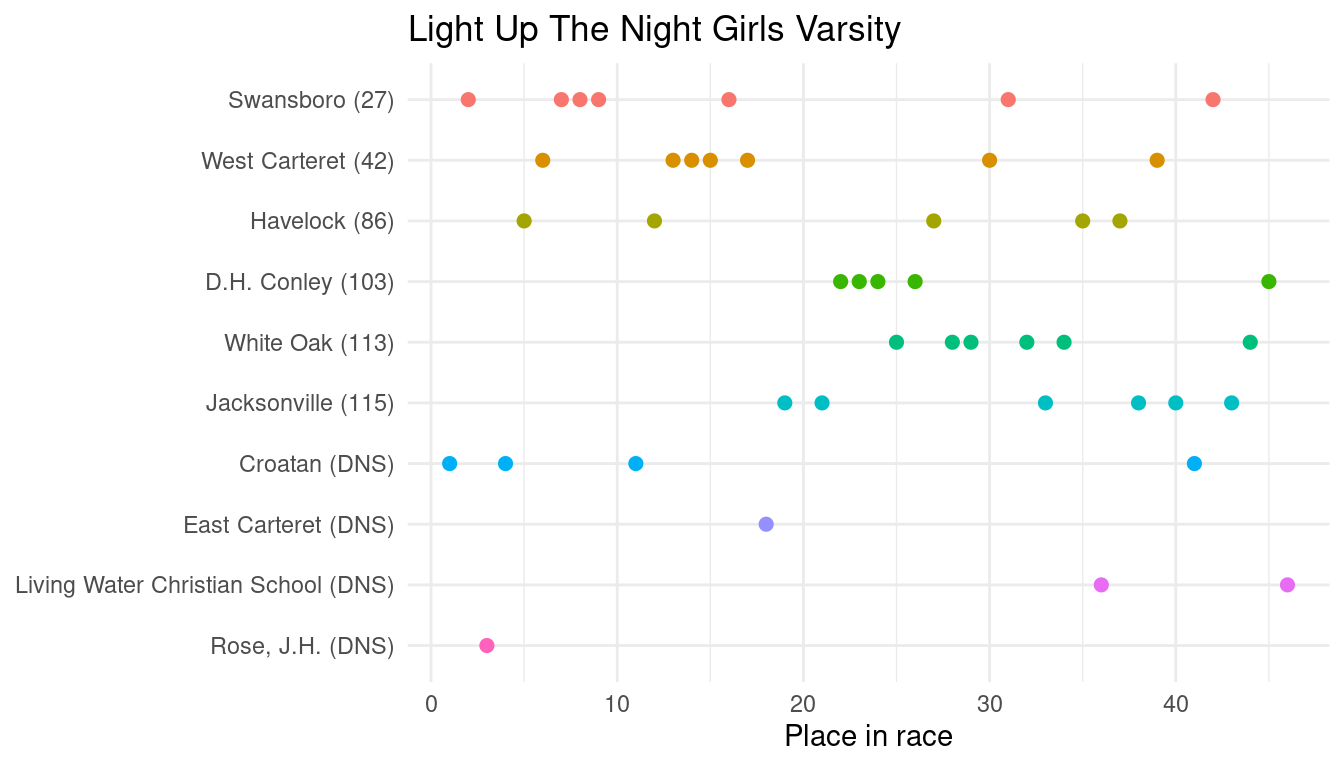 Light Up The Night Girls Varsity
Swansboro (27)
West Carteret (42)
Havelock (86)
D.H. Conley (103)
White Oak (113)
Jacksonville (115)
Croatan (DNS)
East Carteret (DNS)
Living Water Christian School (DNS)
Rose, J.H. (DNS)
0 10 20 30 40
Place in race